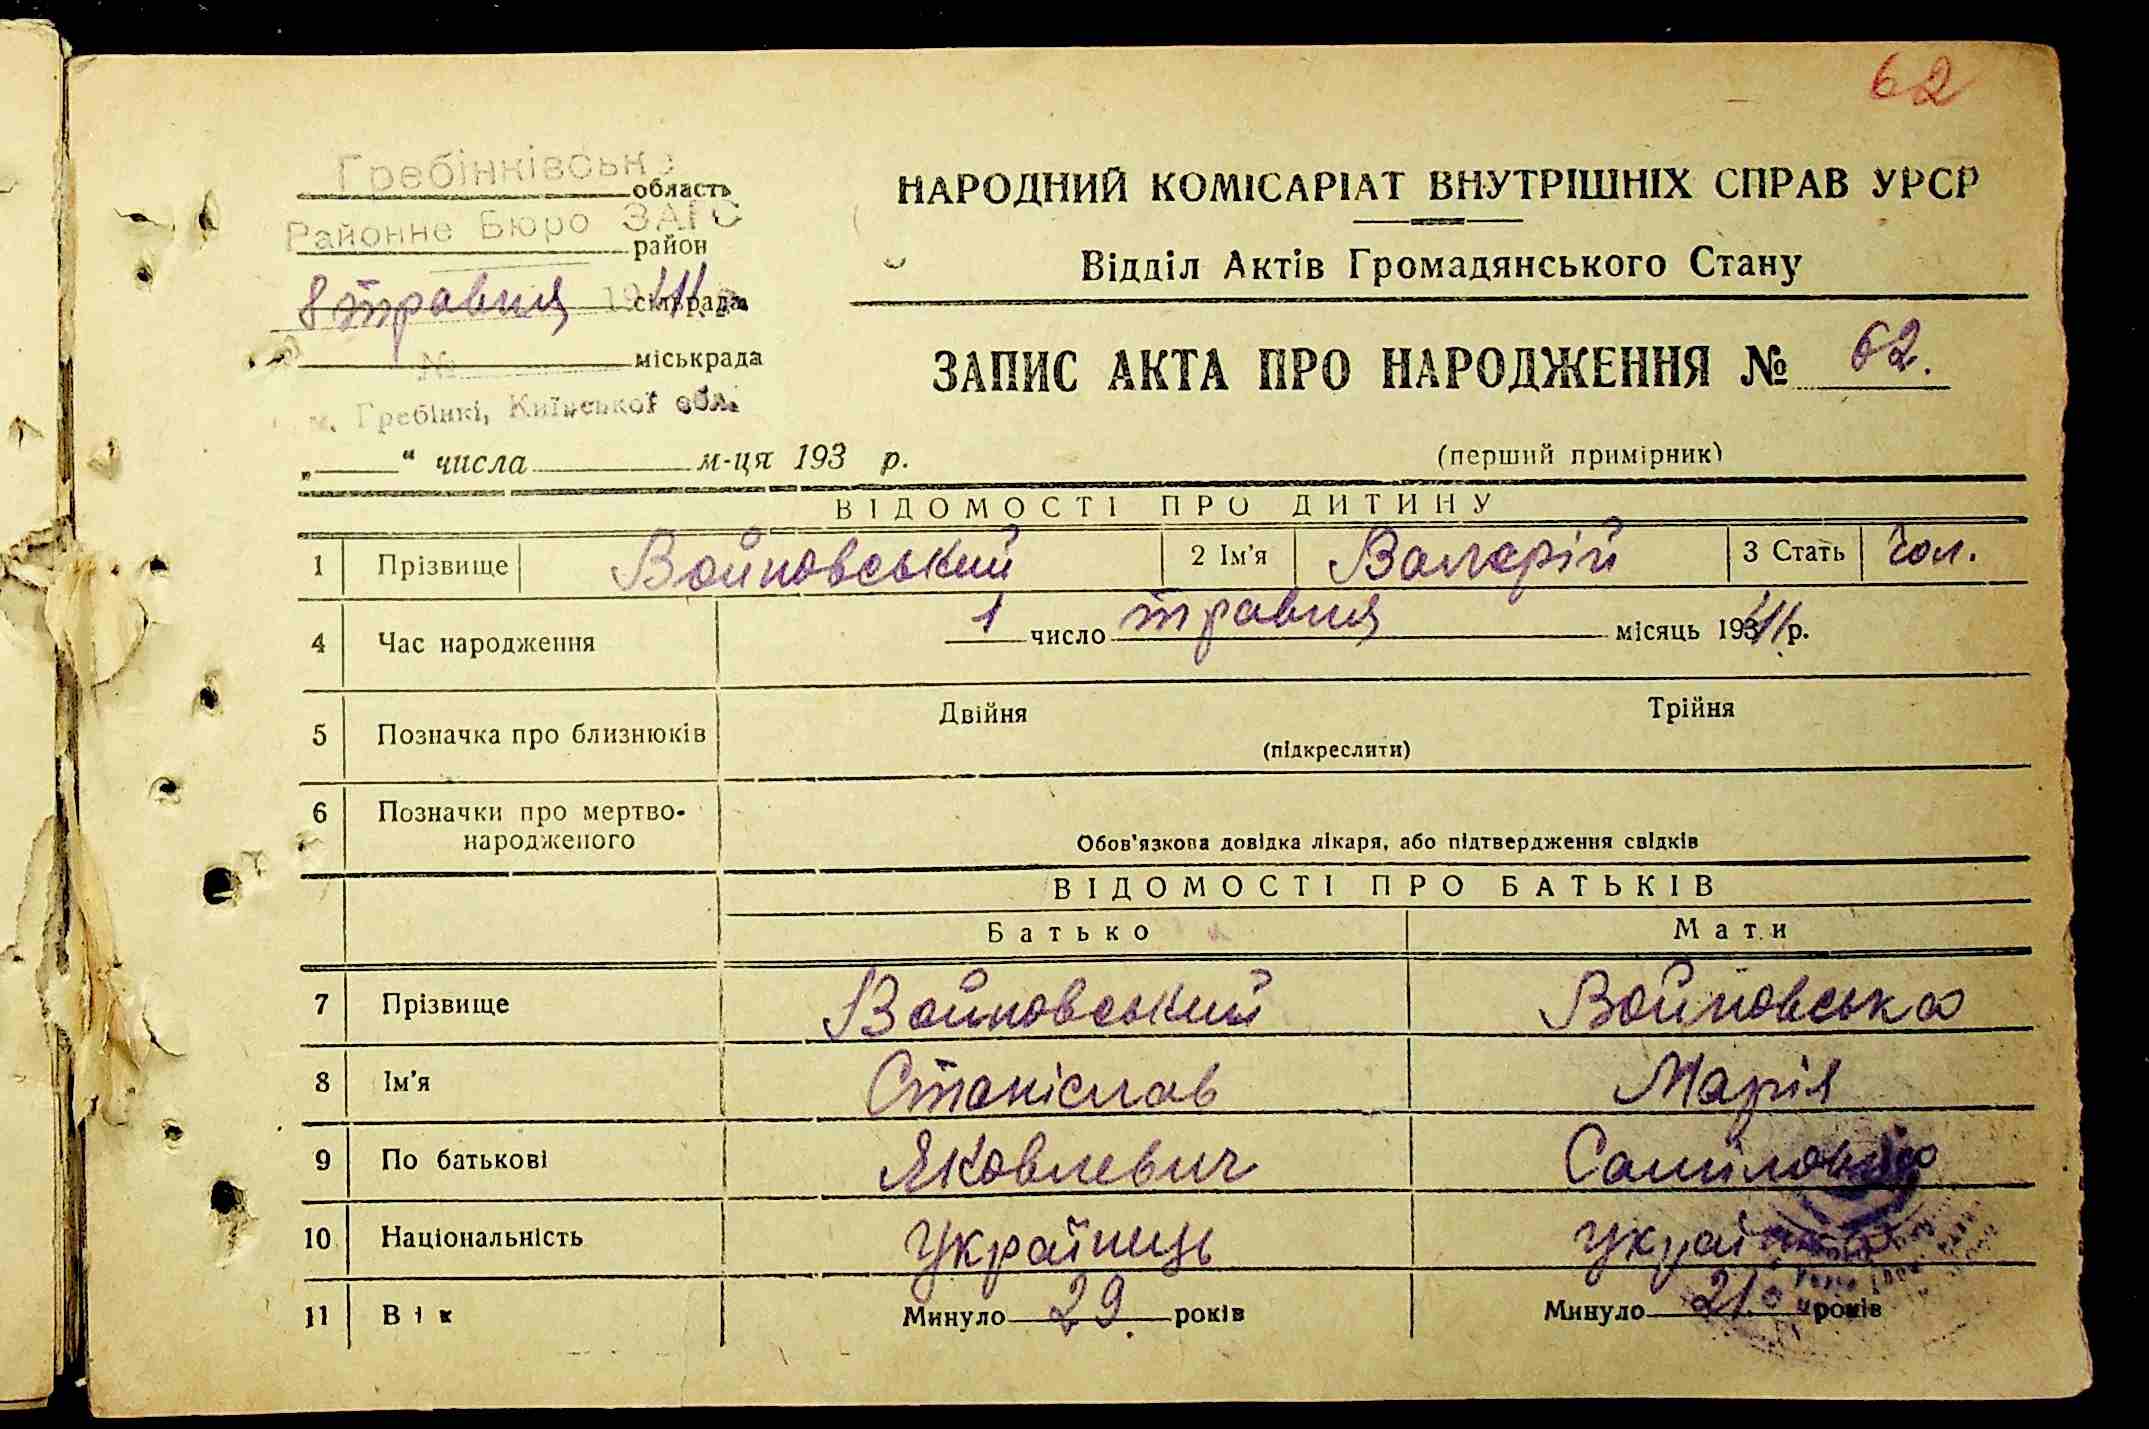 62
Гребінківське
область
НАРОДНИЙ КОМІСАРІАТ ВНУТРІШНІХ СПРАВ УРСР
Районне Бюро ЗАГС
район
Відділ Актів Громадянського Стану
8 травня 19 сільрада
№ міськрада
ЗАПИС АКТА ПРО НАРОДЖЕННЯ № 62.
м. Гребінкі, Київської обл.
„ “ числа м-ця 193 р.
(перший примірник)
ВІДОМОСТІ ПРО ДИТИНУ
1 Прізвище Войновський 2 Ім'я Валерій 3 Стать Чол.
4 Час народження 1 число травня місяць 1941 р.
5 Позначка про близнюків Двійня Трійня
(підкреслити)
6 Позначки про мертво-
народженого
Обов'язкова довідка лікаря, або підтвердження свідків
ВІДОМОСТІ ПРО БАТЬКІВ
Батько Мати
7 Прізвище Войновський Войновська
8 Ім'я Станіслав Марія
9 По батькові Яковлевич
10 Національність Українець
11 Вік Минуло 29. років Минуло 21. років